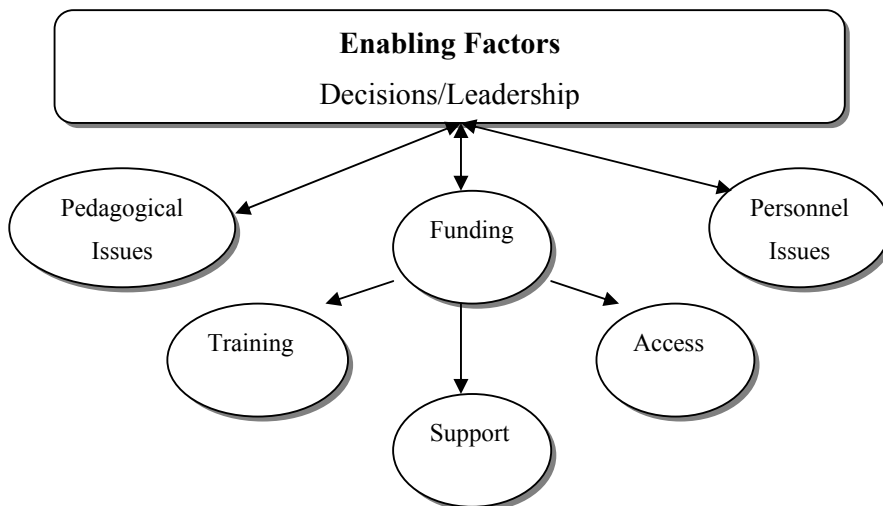 Enabling Factors
Decisions/Leadership
Pedagogical
Issues
Funding
Personnel
Issues
Training
Access
Support